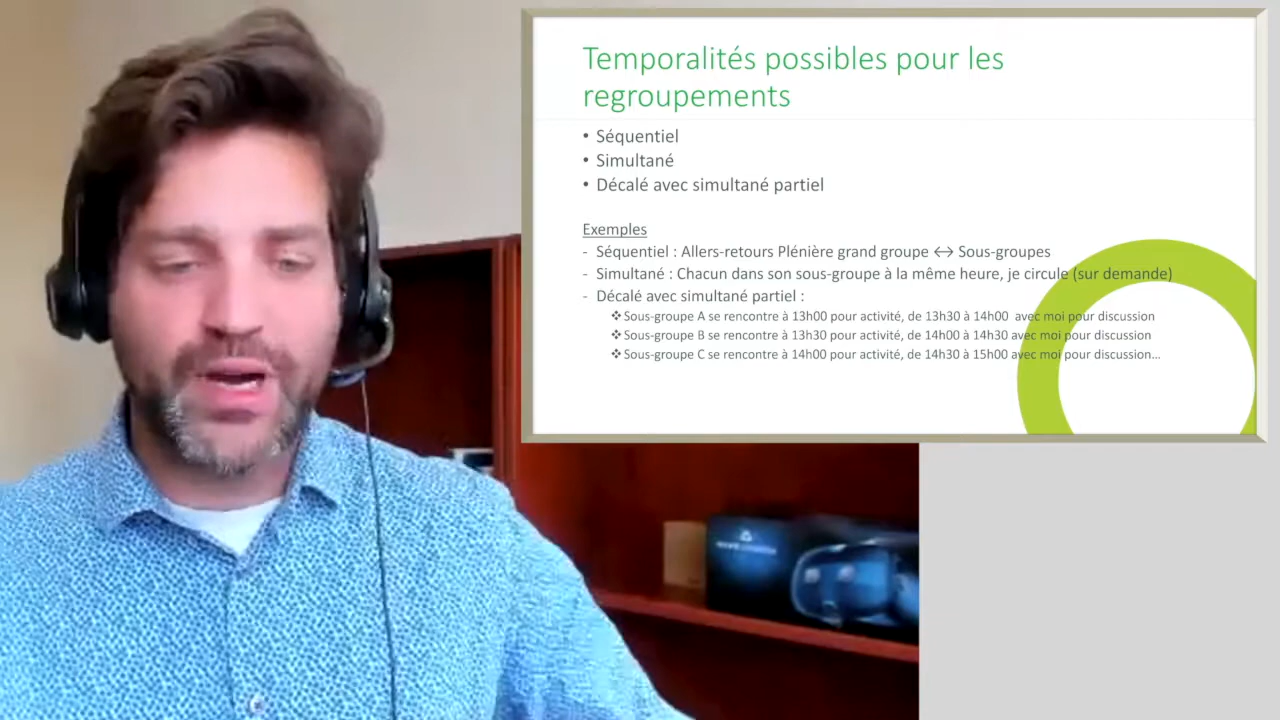 Temporalités possibles pour les
regroupements
• Séquentiel
• Simultané
• Décalé avec simultané partiel
Exemples
- Séquentiel : Allers-retours Plénière grand groupe ↔ Sous-groupes
- Simultané : Chacun dans son sous-groupe à la même heure, je circule (sur demande)
- Décalé avec simultané partiel :
❖Sous-groupe A se rencontre à 13h00 pour activité, de 13h30 à 14h00 avec moi pour discussion
❖Sous-groupe B se rencontre à 13h30 pour activité, de 14h00 à 14h30 avec moi pour discussion
❖Sous-groupe C se rencontre à 14h00 pour activité, de 14h30 à 15h00 avec moi pour discussion…